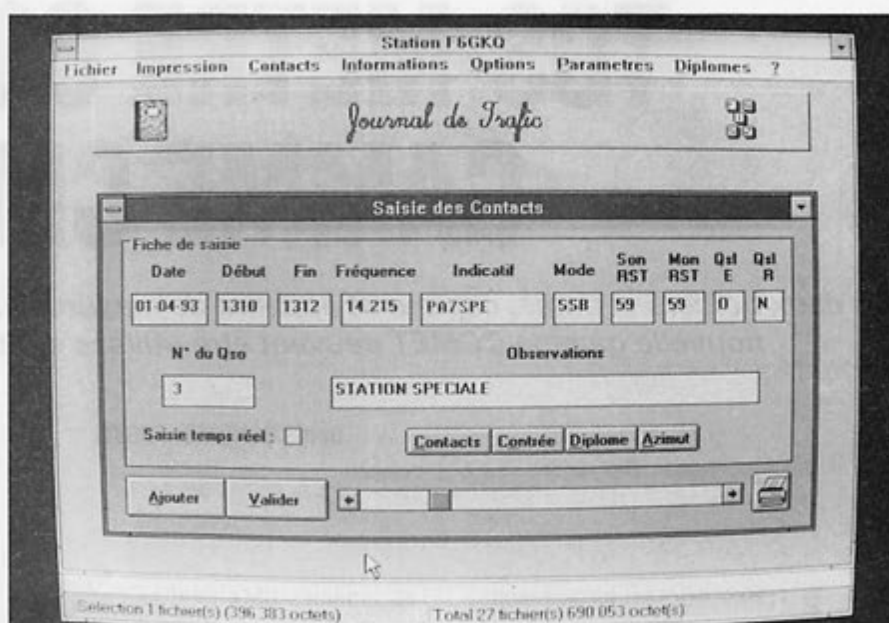 Station F6GKQ
Fichier Impression Contacts Informations Options Parametres Diplomes ?
Journal de Trafic
Saisie des Contacts
Fiche de saisie
Date Début Fin Fréquence Indicatif Mode Son RST Mon RST Qsl E Qsl R
01-04-93 1310 1312 14.215 PA7SPE SSB 59 59 O N
N° du Qso Observations
3 STATION SPECIALE
Saisie temps réel : Contacts Contrée Diplome Azimut
Ajouter Valider
Sélection 1 fichier(s) (396 383 octets) Total 27 fichier(s) 690 053 octet(s)